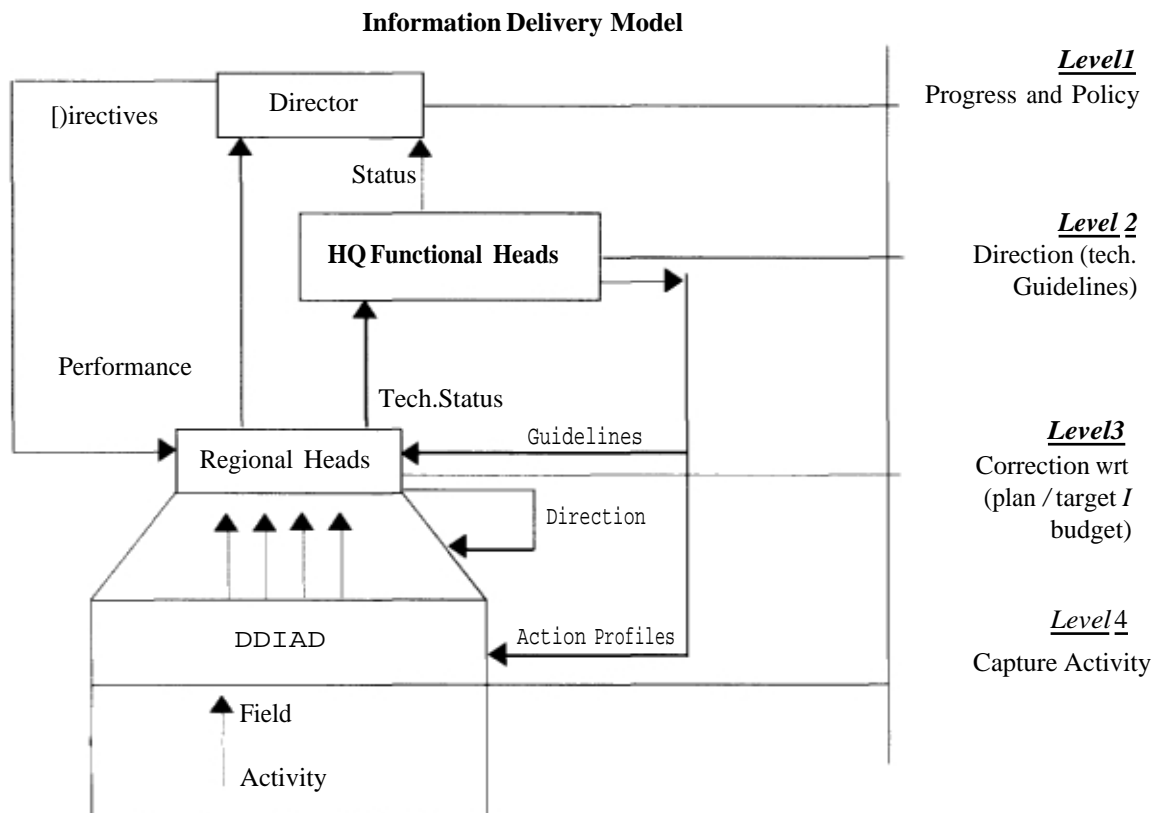 Information Delivery Model
Level1
Progress and Policy
Director
[)irectives
Status
Level 2
Direction (tech.
Guidelines)
HQ Functional Heads
Performance
Tech.Status
Level3
Correction wrt
(plan / target I
budget)
Guidelines
Regional Heads
Direction
Level 4
Capture Activity
DDIAD
Action Profiles
Field
Activity